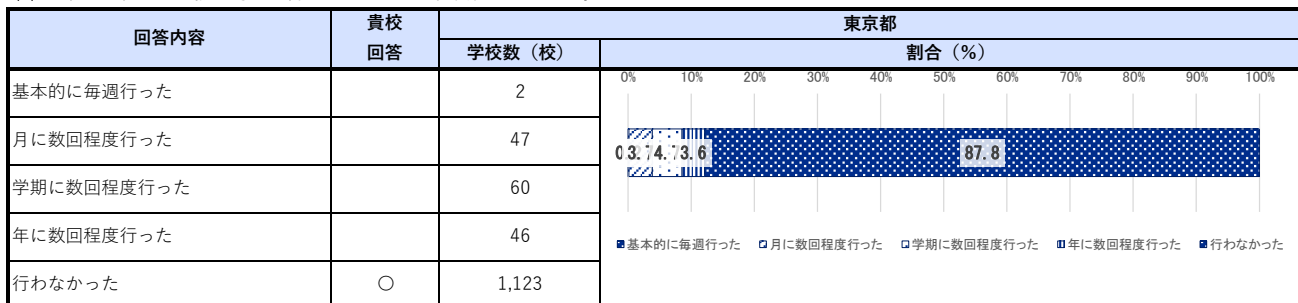 回答内容 貴校回答 東京都
学校数（校） 割合（%）
0% 10% 20% 30% 40% 50% 60% 70% 80% 90% 100%
基本的に毎週行った 2
月に数回程度行った 47
3.7 4. 3.6 87.8
学期に数回程度行った 60
年に数回程度行った 46
基本的に毎週行った 月に数回程度行った 学期に数回程度行った 年に数回程度行った 行わなかった
行わなかった ○ 1,123